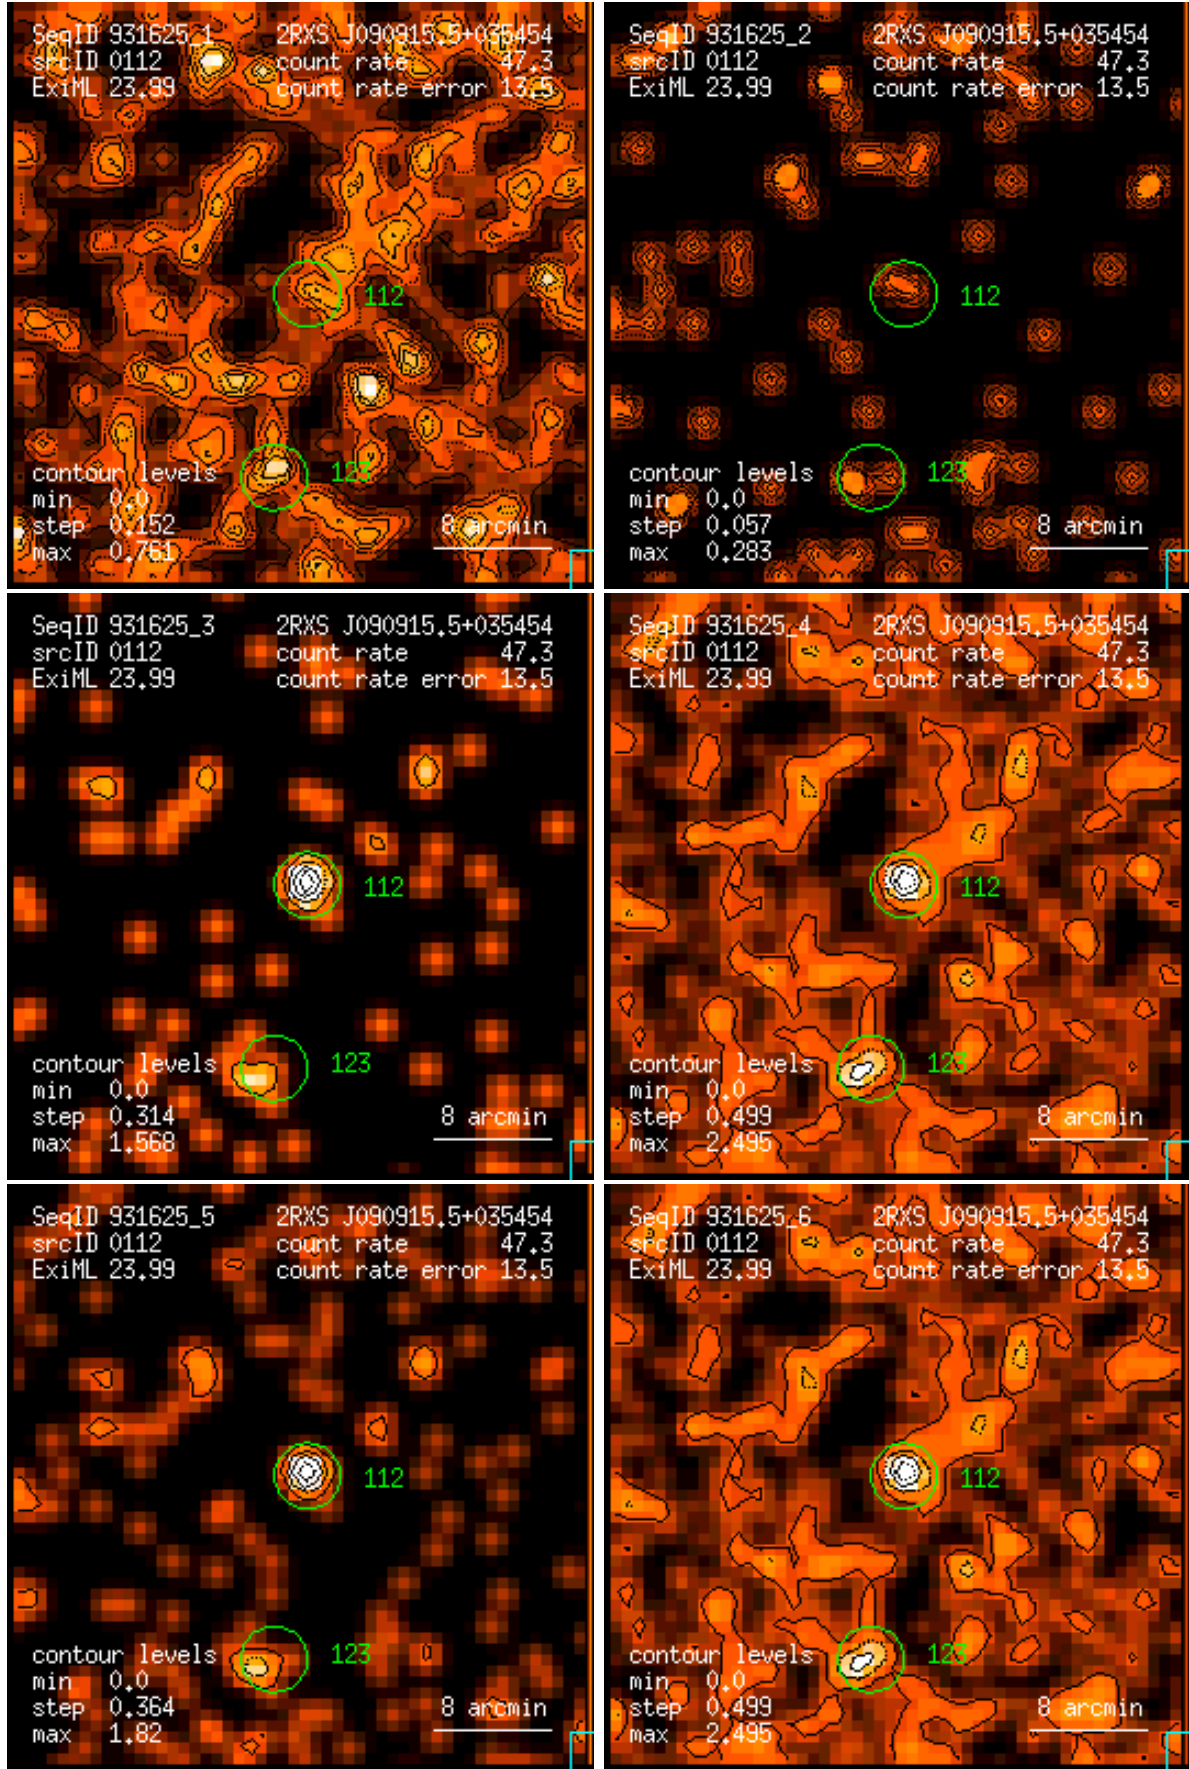 SeqID 931625_1 2RXS J090915.5+035454
srcID 0112 count rate 47.3
ExiML 23.99 count rate error 13.5
112
123
contour levels
min 0.0
step 0.152
max 0.761
8 arcmin
SeqID 931625_2 2RXS J090915.5+035454
srcID 0112 count rate 47.3
ExiML 23.99 count rate error 13.5
112
123
contour levels
min 0.0
step 0.057
max 0.283
8 arcmin
SeqID 931625_3 2RXS J090915.5+035454
srcID 0112 count rate 47.3
ExiML 23.99 count rate error 13.5
112
123
contour levels
min 0.0
step 0.314
max 1.568
8 arcmin
SeqID 931625_4 2RXS J090915.5+035454
srcID 0112 count rate 47.3
ExiML 23.99 count rate error 13.5
112
123
contour levels
min 0.0
step 0.499
max 2.495
8 arcmin
SeqID 931625_5 2RXS J090915.5+035454
srcID 0112 count rate 47.3
ExiML 23.99 count rate error 13.5
112
123
contour levels
min 0.0
step 0.364
max 1.82
8 arcmin
SeqID 931625_6 2RXS J090915.5+035454
srcID 0112 count rate 47.3
ExiML 23.99 count rate error 13.5
112
123
contour levels
min 0.0
step 0.499
max 2.495
8 arcmin